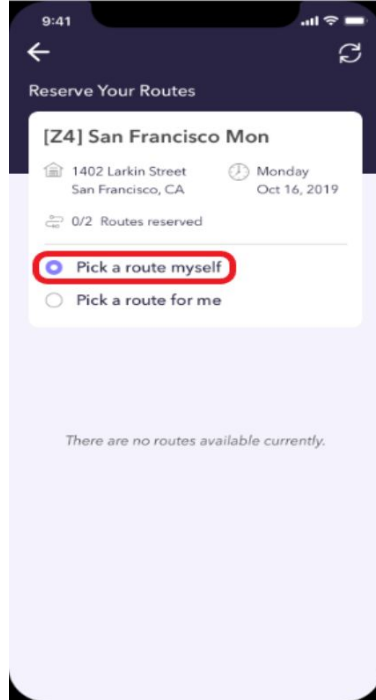 9:41
Reserve Your Routes
[Z4] San Francisco Mon
1402 Larkin Street
San Francisco, CA
Monday
Oct 16, 2019
0/2 Routes reserved
Pick a route myself
Pick a route for me
There are no routes available currently.